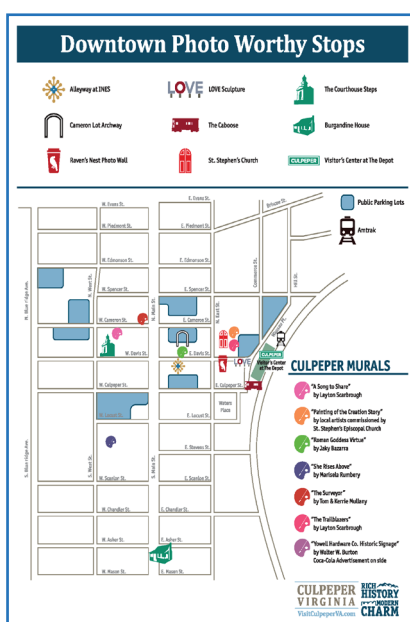 Downtown Photo Worthy Stops
Alleyway at INES
LOVE
LOVE Sculpture
The Courthouse Steps
Cameron Lot Archway
The Caboose
Burgandine House
Raven's Nest Photo Wall
St. Stephen's Church
CULPEPER
Visitor's Center at The Depot
Public Parking Lots
Amtrak
W. Evans St.
E. Evans St.
W. Piedmont St.
E. Piedmont St.
W. Edmondson St.
E. Edmondson St.
W. Spencer St.
E. Spencer St.
W. Cameron St.
E. Cameron St.
W. Davis St.
E. Davis St.
W. Culpeper St.
E. Culpeper St.
W. Locust St.
E. Locust St.
E. Stevens St.
W. Scanlon St.
E. Scanlon St.
W. Chandler St.
E. Chandler St.
W. Asher St.
E. Asher St.
W. Mason St.
E. Mason St.
N. West St.
S. West St.
N. Main St.
S. Main St.
N. East St.
Commerce St.
Waters
Place
LOVE
CULPEPER
Visitor's Center
at The Depot
CULPEPER MURALS
"A Song to Share"
by Layton Scarbrough
"Painting of the Creation Story"
by local artists commissioned by
St. Stephen's Episcopal Church
"Roman Goddess Virtue"
by Jaky Bazarra
"She Rises Above"
by Marisela Rumbery
"The Surveyor"
by Tom & Kerrie Mullany
"The Trailblazers"
by Layton Scarbrough
"Yowell Hardware Co. Historic Signage"
by Walter W. Burton
Coca-Cola Advertisement on side
CULPEPER
VIRGINIA
VisitCulpeperVA.com
RICH
HISTORY
MODERN
CHARM